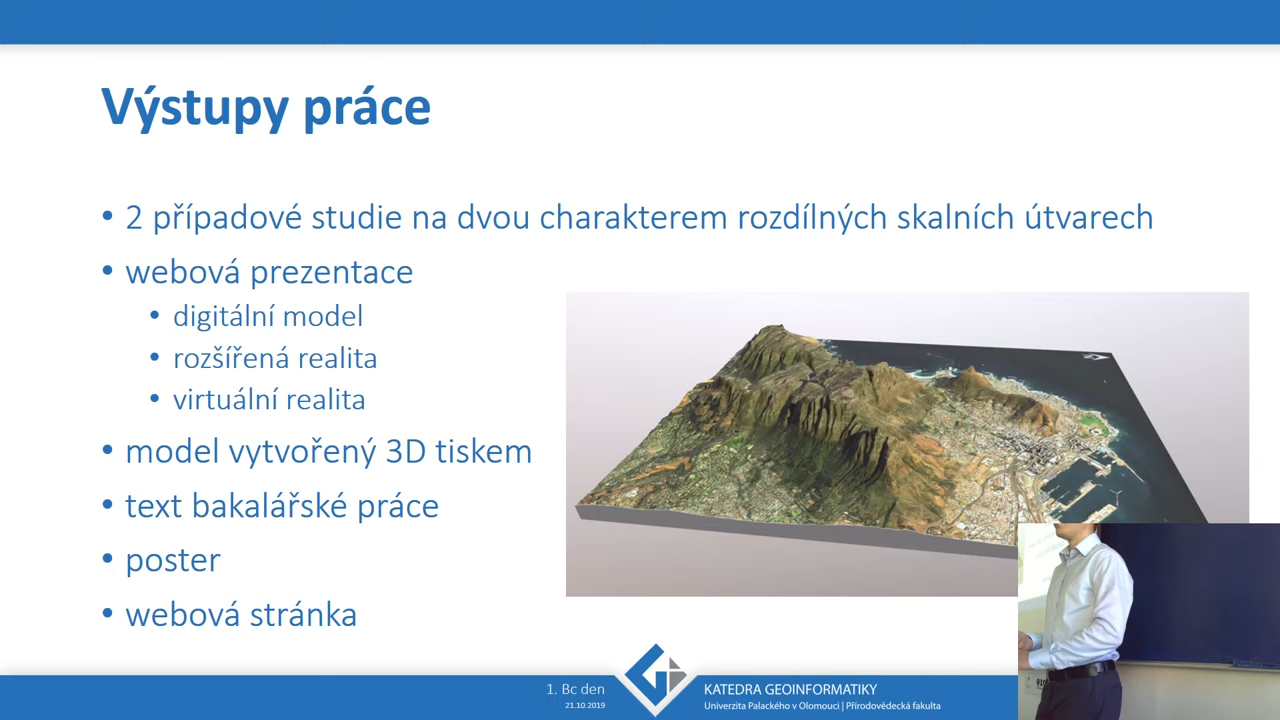 Výstupy práce
• 2 případové studie na dvou charakterem rozdílných skalních útvarech
• webová prezentace
• digitální model
• rozšířená realita
• virtuální realita
• model vytvořený 3D tiskem
• text bakalářské práce
• poster
• webová stránka
1. Bc den
21.10.2019
KATEDRA GEOINFORMATIKY
Univerzita Palackého v Olomouci | Přírodovědecká fakulta